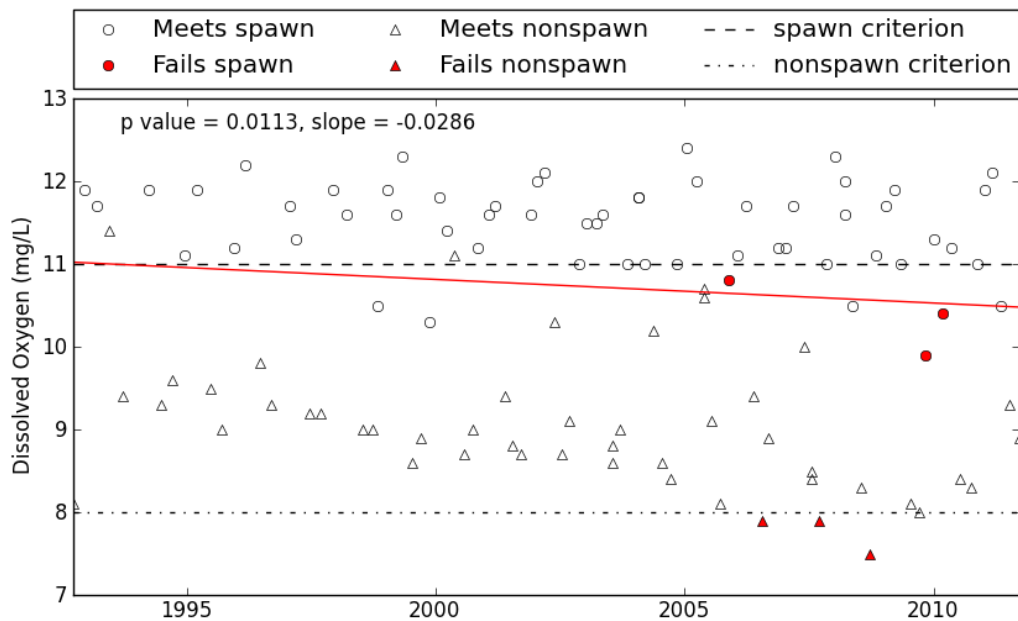 Meets spawn Meets nonspawn spawn criterion
Fails spawn Fails nonspawn nonspawn criterion
p value = 0.0113, slope = -0.0286
Dissolved Oxygen (mg/L)
13
12
11
10
9
8
7
1995 2000 2005 2010